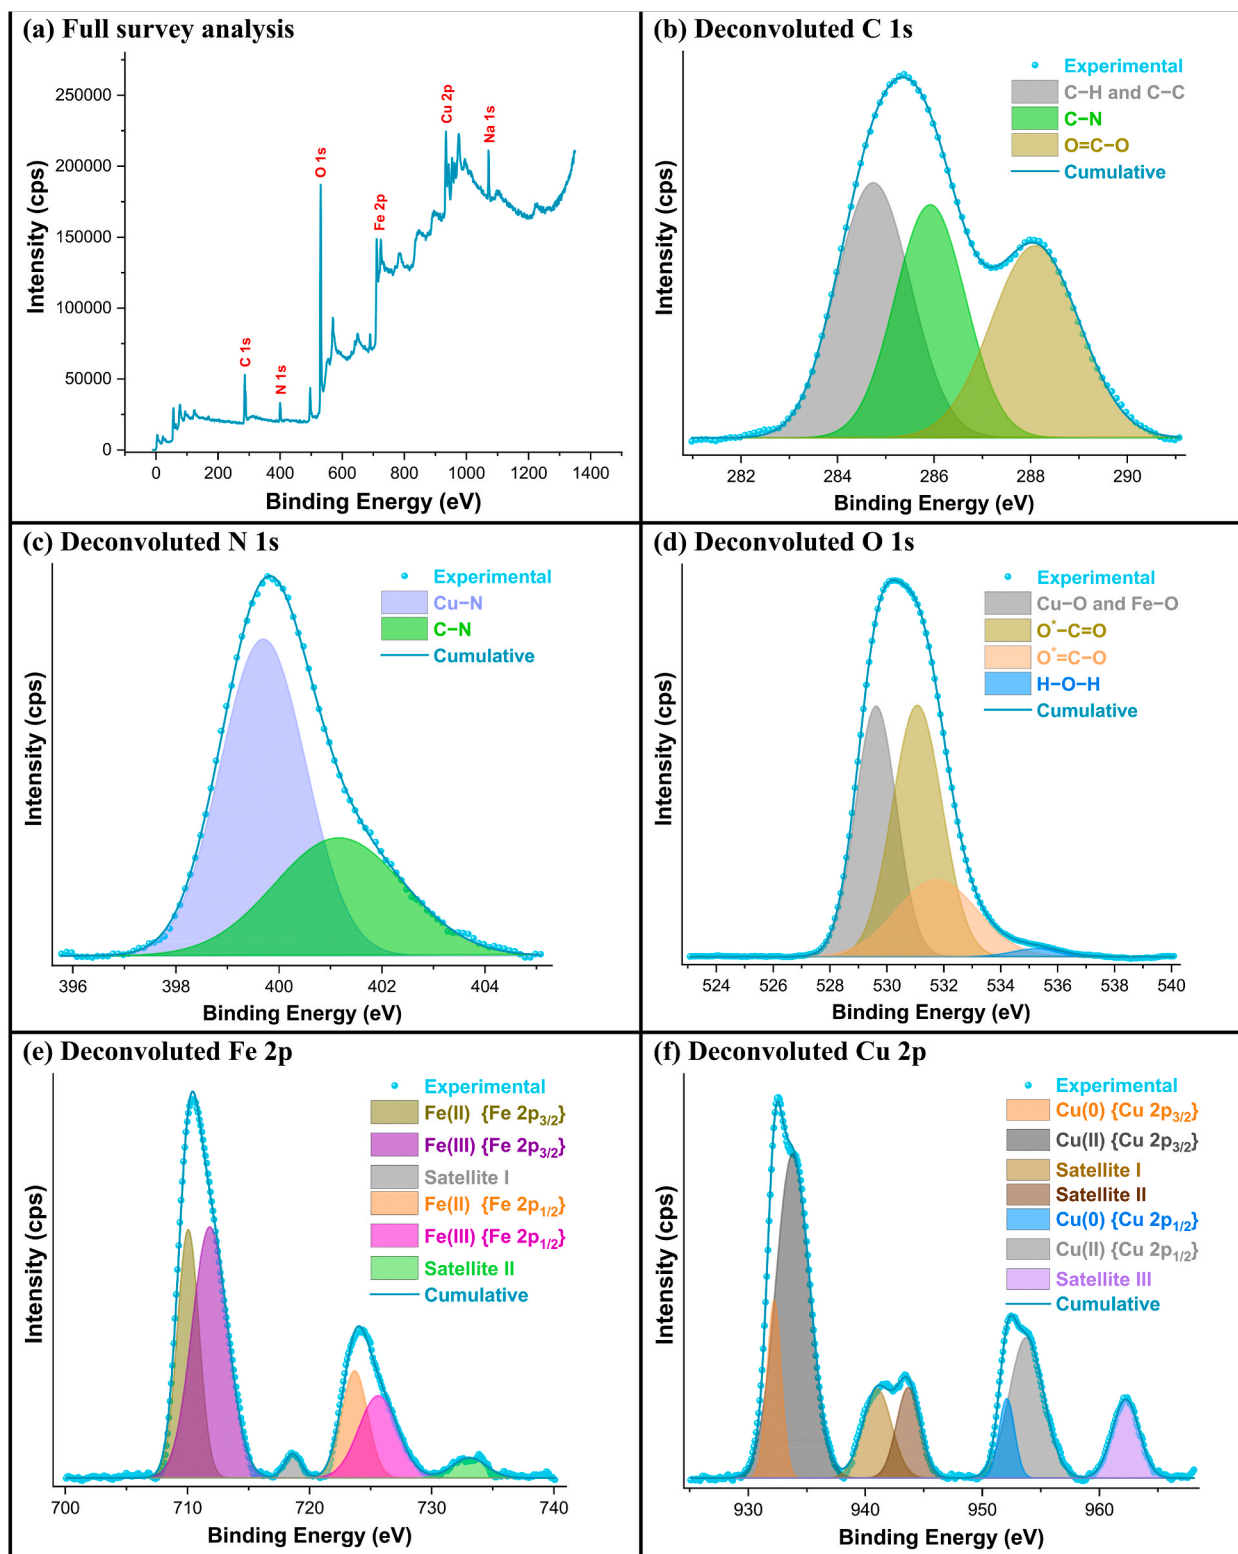 (a) Full survey analysis
Intensity (cps)
250000
200000
150000
100000
50000
0
C 1s
N 1s
O 1s
Fe 2p
Cu 2p
Na 1s
0 200 400 600 800 1000 1200 1400
Binding Energy (eV)
(b) Deconvoluted C 1s
Intensity (cps)
Experimental
C−H and C−C
C−N
O=C−O
Cumulative
282 284 286 288 290
Binding Energy (eV)
(c) Deconvoluted N 1s
Intensity (cps)
Experimental
Cu−N
C−N
Cumulative
396 398 400 402 404
Binding Energy (eV)
(d) Deconvoluted O 1s
Intensity (cps)
Experimental
Cu−O and Fe−O
O*−C=O
O*=C−O
H−O−H
Cumulative
524 526 528 530 532 534 536 538 540
Binding Energy (eV)
(e) Deconvoluted Fe 2p
Intensity (cps)
Experimental
Fe(II) {Fe 2p3/2}
Fe(III) {Fe 2p3/2}
Satellite I
Fe(II) {Fe 2p1/2}
Fe(III) {Fe 2p1/2}
Satellite II
Cumulative
700 710 720 730 740
Binding Energy (eV)
(f) Deconvoluted Cu 2p
Intensity (cps)
Experimental
Cu(0) {Cu 2p3/2}
Cu(II) {Cu 2p3/2}
Satellite I
Satellite II
Cu(0) {Cu 2p1/2}
Cu(II) {Cu 2p1/2}
Satellite III
Cumulative
930 940 950 960
Binding Energy (eV)